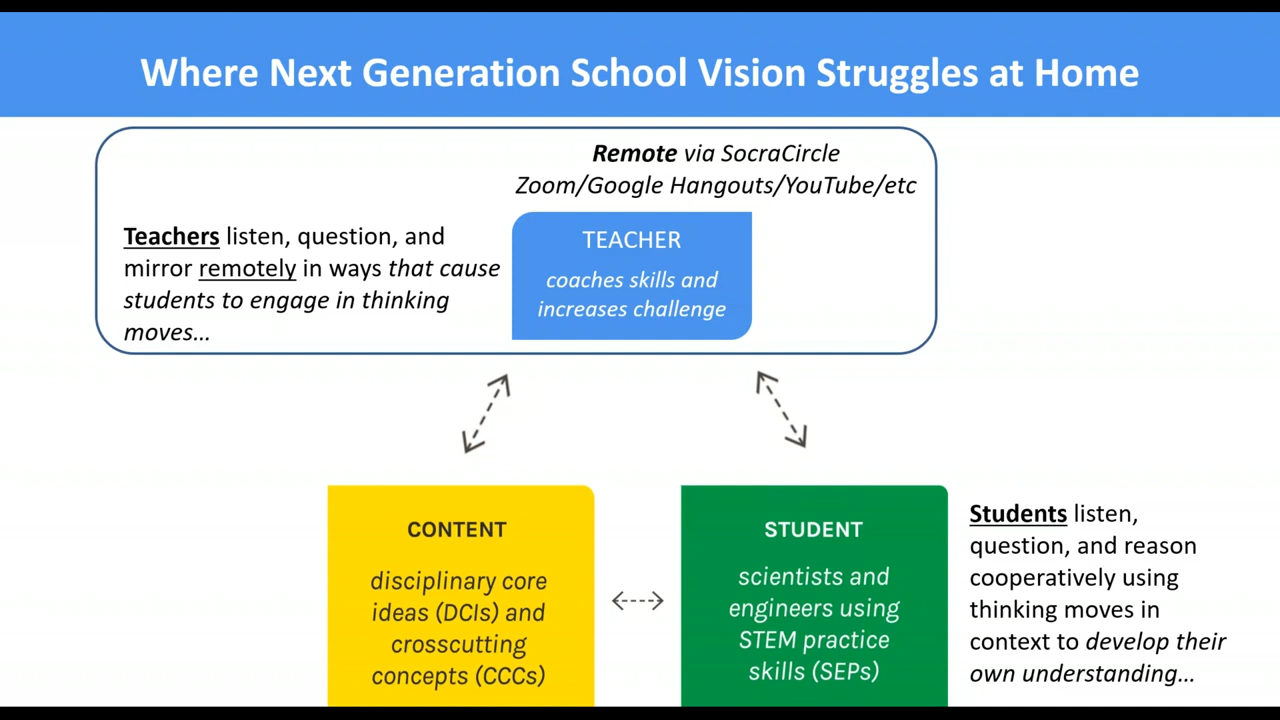 Where Next Generation School Vision Struggles at Home
Remote via SocraCircle
Zoom/Google Hangouts/YouTube/etc
Teachers listen, question, and
mirror remotely in ways that cause
students to engage in thinking
moves...
TEACHER
coaches skills and
increases challenge
CONTENT
disciplinary core
ideas (DCIs) and
crosscutting
concepts (CCCs)
STUDENT
scientists and
engineers using
STEM practice
skills (SEPs)
Students listen,
question, and reason
cooperatively using
thinking moves in
context to develop their
own understanding...